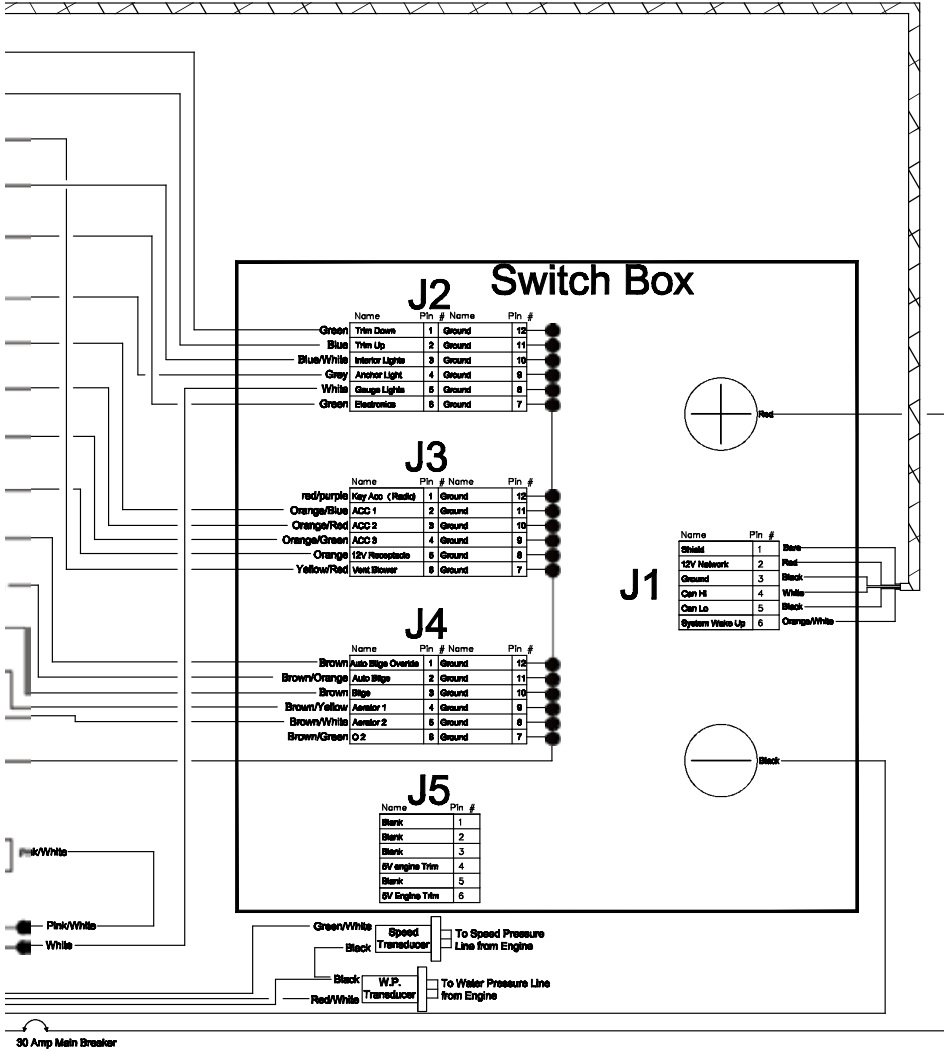 Switch Box
J2
Name Pin # Name Pin #
Green Trim Down 1 Ground 12
Blue Trim Up 2 Ground 11
Blue/White Interior Lights 3 Ground 10
Grey Anchor Light 4 Ground 9
White Gauge Lights 5 Ground 8
Green Electronics 6 Ground 7
Red
J3
Name Pin # Name Pin #
red/purple Key Acc (Radio) 1 Ground 12
Orange/Blue ACC 1 2 Ground 11
Orange/Red ACC 2 3 Ground 10
Orange/Green ACC 3 4 Ground 9
Orange 12V Receptacle 5 Ground 8
Yellow/Red Vent Blower 6 Ground 7
J1
Name Pin #
Shield 1 Bare
12V Network 2 Red
Ground 3 Black
Can Hi 4 White
Can Lo 5 Black
System Wake Up 6 Orange/White
J4
Name Pin # Name Pin #
Brown Auto Bilge Override 1 Ground 12
Brown/Orange Auto Bilge 2 Ground 11
Brown Bilge 3 Ground 10
Brown/Yellow Aerator 1 4 Ground 9
Brown/White Aerator 2 5 Ground 8
Brown/Green O 2 6 Ground 7
Black
J5
Name Pin #
Blank 1
Blank 2
Blank 3
5V engine Trim 4
Blank 5
5V Engine Trim 6
Pink/White
Pink/White
White
Green/White
Black
Speed
Transducer
To Speed Pressure
Line from Engine
Black
Red/White
W.P.
Transducer
To Water Pressure Line
from Engine
30 Amp Main Breaker